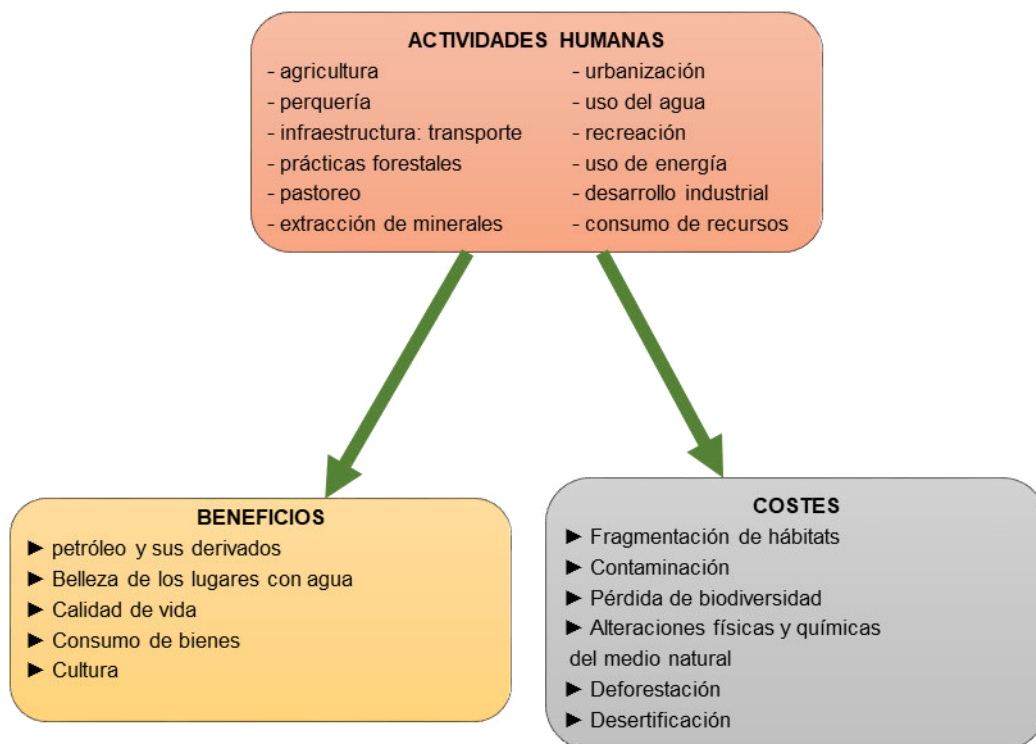 ACTIVIDADES HUMANAS
- agricultura
- perquería
- infraestructura: transporte
- prácticas forestales
- pastoreo
- extracción de minerales
- urbanización
- uso del agua
- recreación
- uso de energía
- desarrollo industrial
- consumo de recursos
BENEFICIOS
► petróleo y sus derivados
► Belleza de los lugares con agua
► Calidad de vida
► Consumo de bienes
► Cultura
COSTES
► Fragmentación de hábitats
► Contaminación
► Pérdida de biodiversidad
► Alteraciones físicas y químicas
del medio natural
► Deforestación
► Desertificación